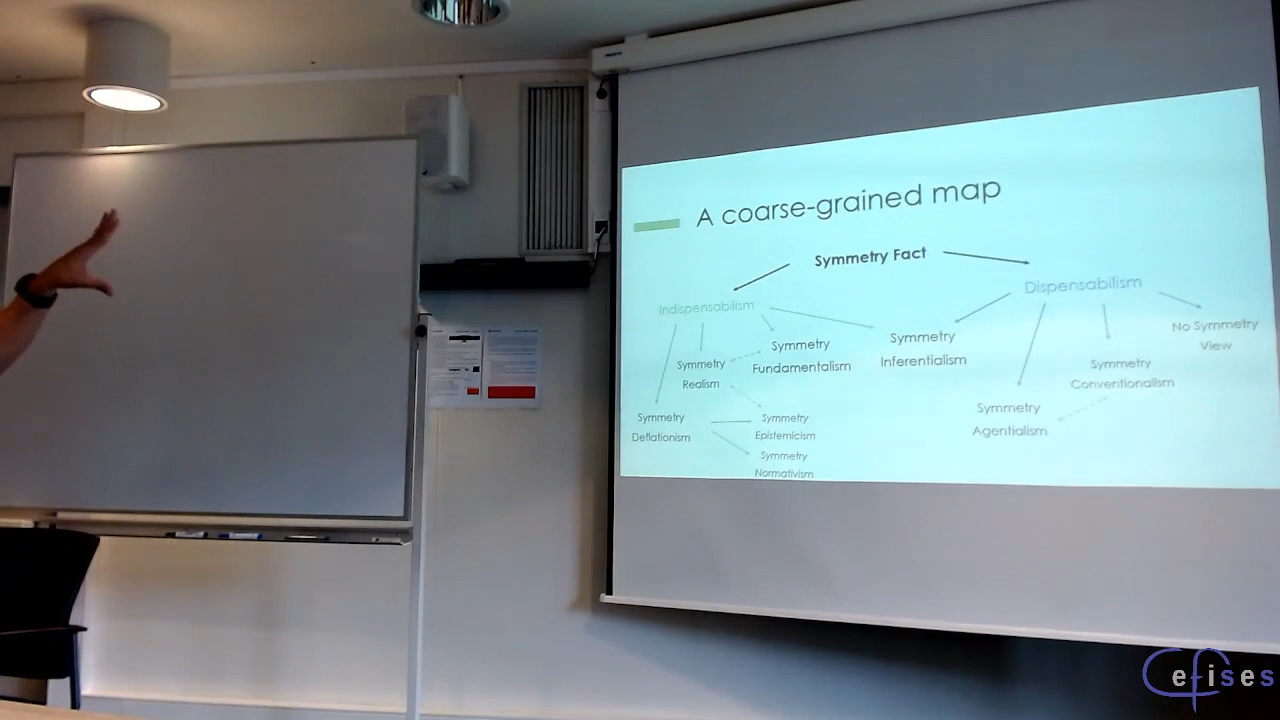 A coarse-grained map
Symmetry Fact
Indispensabilism
Dispensabilism
Symmetry
Realism
Symmetry
Fundamentalism
Symmetry
Inferentialism
No Symmetry
View
Symmetry
Conventionalism
Symmetry
Deflationism
Symmetry
Epistemicism
Symmetry
Normativism
Symmetry
Agentialism
efises